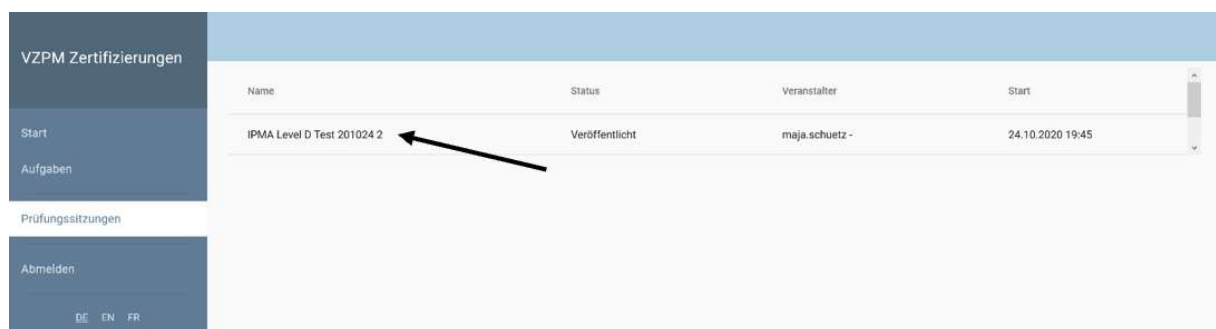 VZPM Zertifizierungen
Name Status Veranstalter Start
Start
IPMA Level D Test 201024 2 Veröffentlicht maja.schuetz - 24.10.2020 19:45
Aufgaben
Prüfungssitzungen
Abmelden
DE EN FR